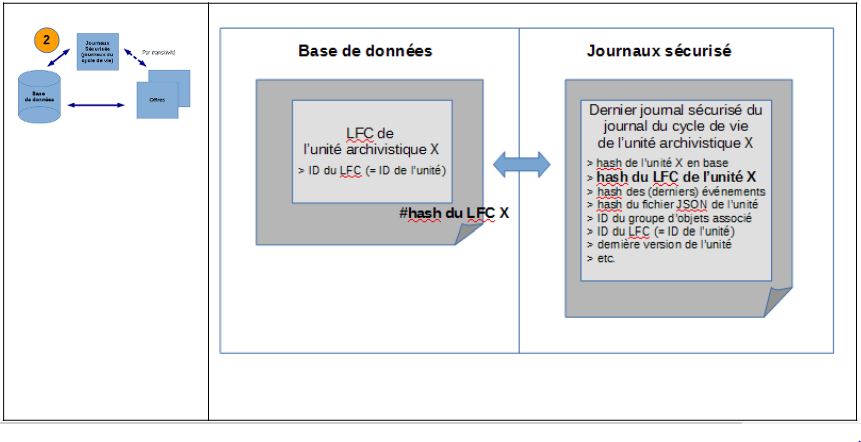 2
Journaux
Sécurisés
(journaux du
cycle de vie)
Par transitivité
Base
de données
Offres
Base de données
Journaux sécurisé
LFC de
l'unité archivistique X
> ID du LFC (= ID de l'unité)
#hash du LFC X
Dernier journal sécurisé du
journal du cycle de vie
de l'unité archivistique X
> hash de l'unité X en base
> hash du LFC de l'unité X
> hash des (derniers) événements
> hash du fichier JSON de l'unité
> ID du groupe d'objets associé
> ID du LFC (= ID de l'unité)
> dernière version de l'unité
> etc.